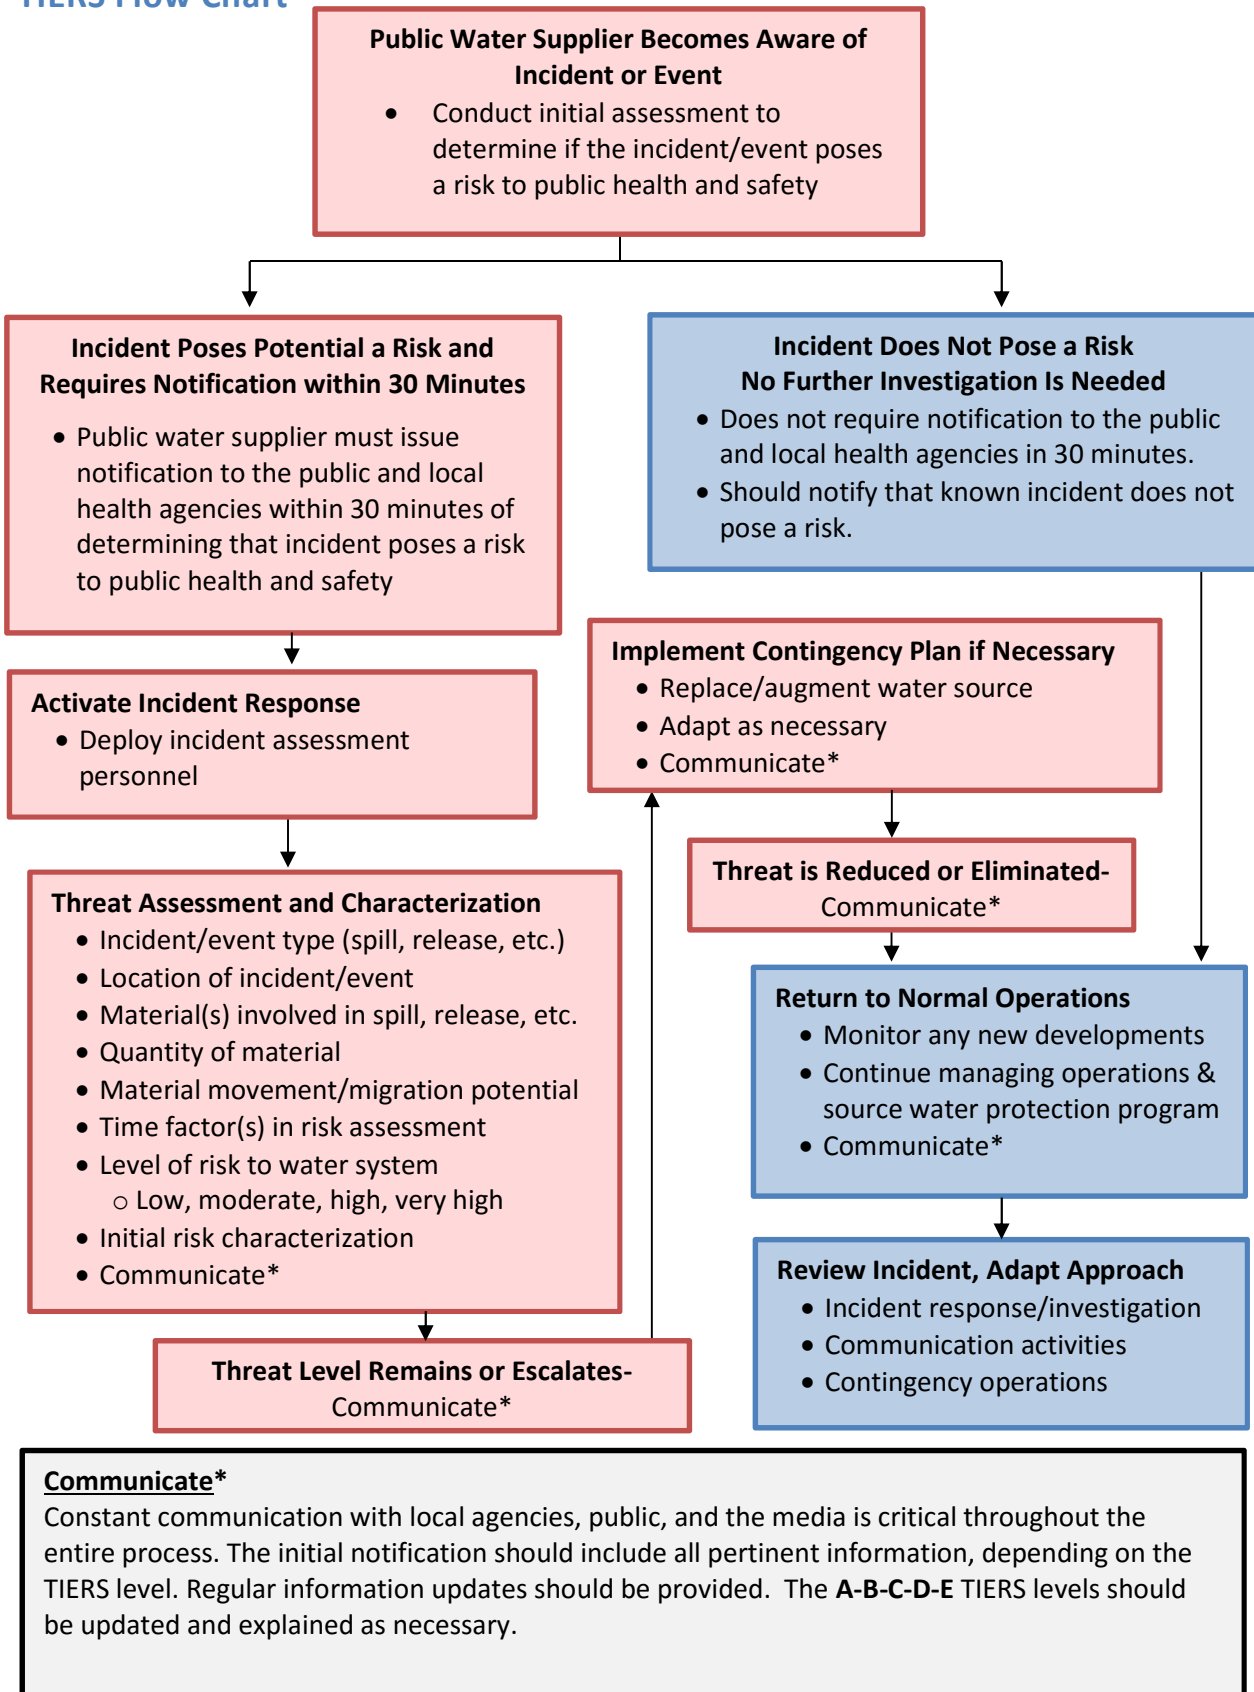 TIERS Flow Chart
Public Water Supplier Becomes Aware of
Incident or Event
• Conduct initial assessment to
determine if the incident/event poses
a risk to public health and safety
Incident Poses Potential a Risk and
Requires Notification within 30 Minutes
• Public water supplier must issue
notification to the public and local
health agencies within 30 minutes of
determining that incident poses a risk
to public health and safety
Incident Does Not Pose a Risk
No Further Investigation Is Needed
• Does not require notification to the public
and local health agencies in 30 minutes.
• Should notify that known incident does not
pose a risk.
Activate Incident Response
• Deploy incident assessment
personnel
Threat Assessment and Characterization
• Incident/event type (spill, release, etc.)
• Location of incident/event
• Material(s) involved in spill, release, etc.
• Quantity of material
• Material movement/migration potential
• Time factor(s) in risk assessment
• Level of risk to water system
o Low, moderate, high, very high
• Initial risk characterization
• Communicate*
Threat Level Remains or Escalates-
Communicate*
Implement Contingency Plan if Necessary
• Replace/augment water source
• Adapt as necessary
• Communicate*
Threat is Reduced or Eliminated-
Communicate*
Return to Normal Operations
• Monitor any new developments
• Continue managing operations &
source water protection program
• Communicate*
Review Incident, Adapt Approach
• Incident response/investigation
• Communication activities
• Contingency operations
Communicate*
Constant communication with local agencies, public, and the media is critical throughout the
entire process. The initial notification should include all pertinent information, depending on the
TIERS level. Regular information updates should be provided.  The A-B-C-D-E TIERS levels should
be updated and explained as necessary.